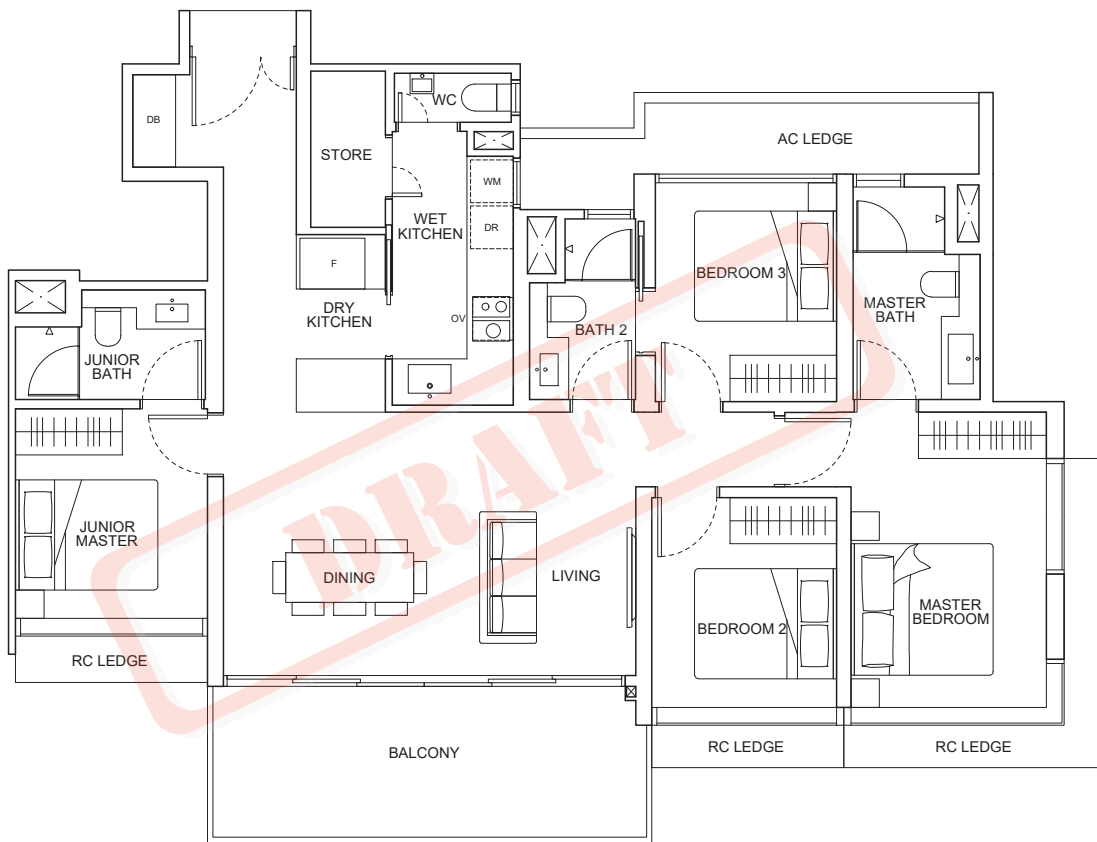 DB
STORE
WC
WM
DR
WET
KITCHEN
AC LEDGE
F
DRY
KITCHEN
OV
BEDROOM 3
BATH 2
MASTER
BATH
JUNIOR
BATH
JUNIOR
MASTER
DINING
LIVING
BEDROOM 2
MASTER
BEDROOM
RC LEDGE
BALCONY
RC LEDGE
RC LEDGE
DRAFT